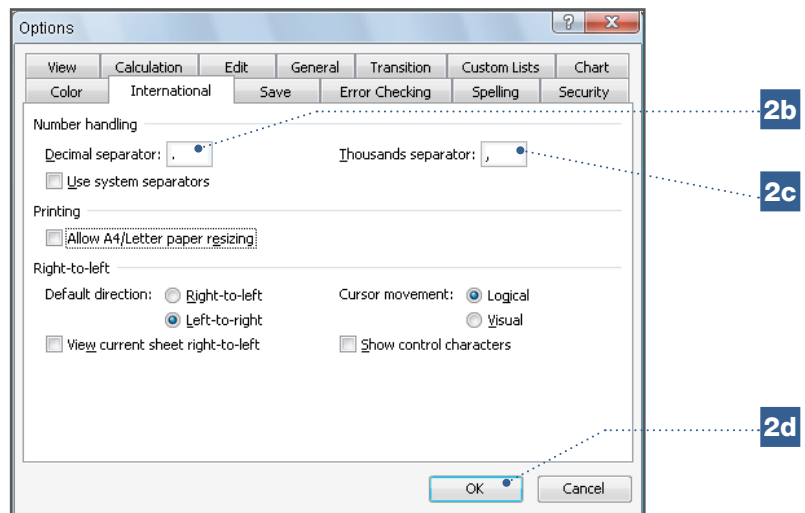 Options
View Calculation Edit General Transition Custom Lists Chart
Color International Save Error Checking Spelling Security
Number handling
Decimal separator: . Thousands separator: ,
2b
Use system separators
2c
Printing
Allow A4/Letter paper resizing
Right-to-left
Default direction: Right-to-left Cursor movement: Logical
Left-to-right Visual
View current sheet right-to-left Show control characters
2d
OK Cancel